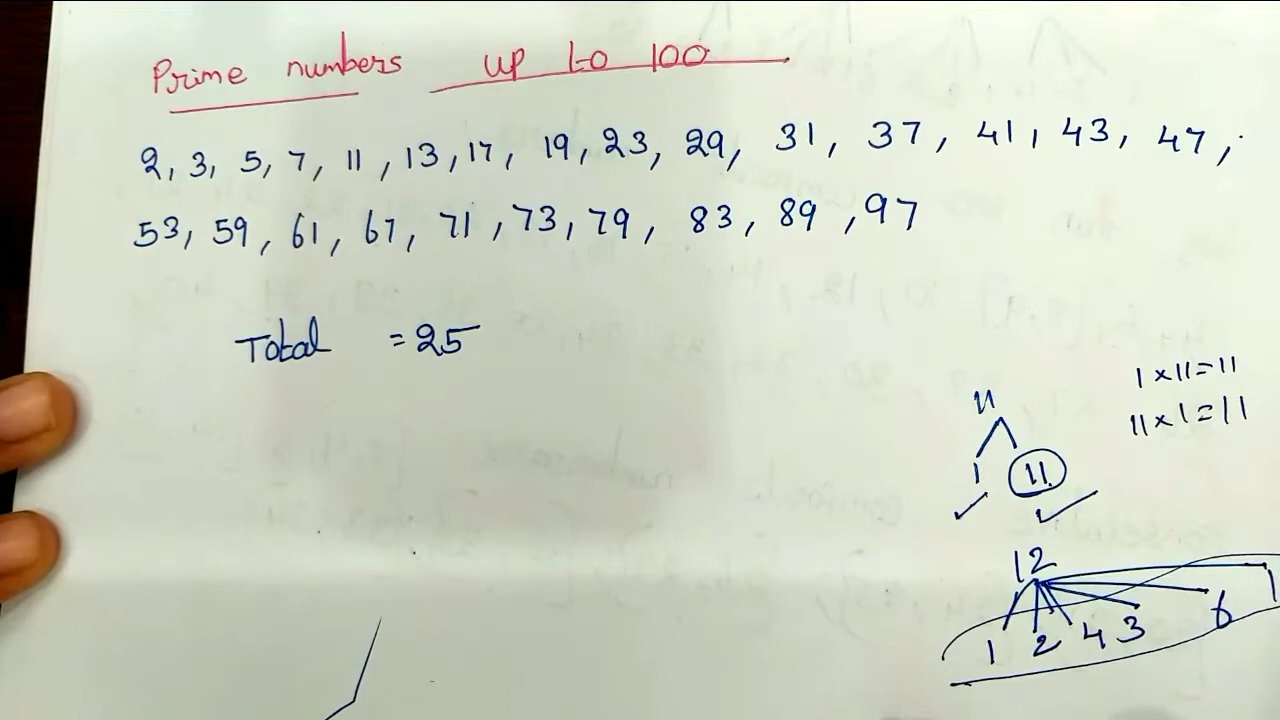 Prime numbers up to 100
2, 3, 5, 7, 11, 13, 17, 19, 23, 29, 31, 37, 41, 43, 47,
53, 59, 61, 67, 71, 73, 79, 83, 89, 97
Total = 25
1 x 11 = 11
11 x 1 = 11
11
1 11
12
1 2 4 3 6